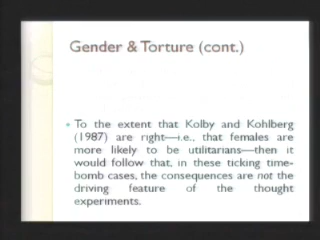 Gender & Torture (cont.)
To the extent that Kolby and Kohlberg
(1987) are right—i.e., that females are
more likely to be utilitarians—then it
would follow that, in these ticking time-
bomb cases, the consequences are not the
driving feature of the thought
experiments.